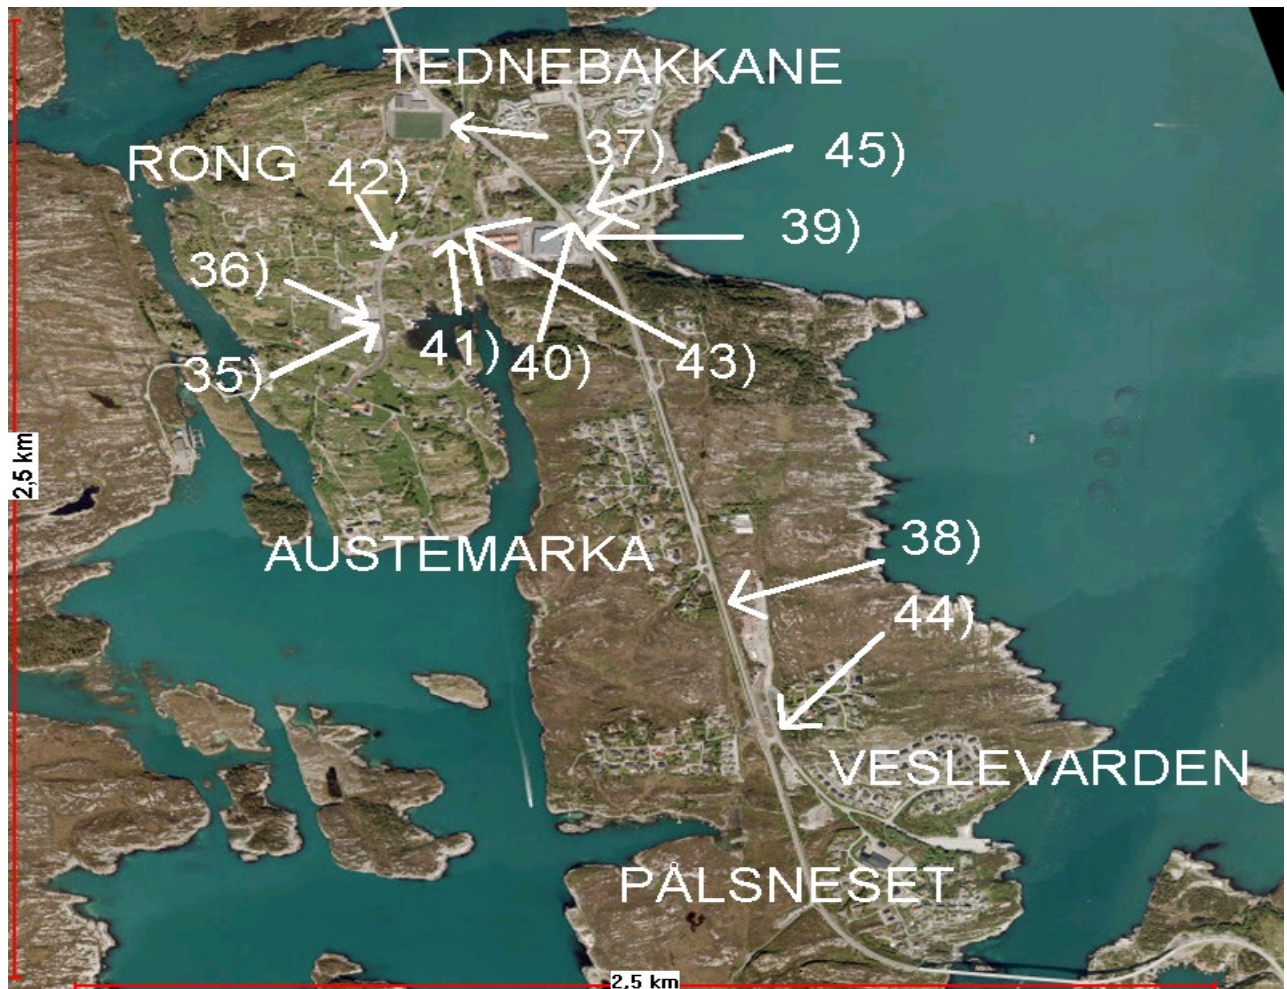 TEDNEBAKKANE
37)
45)
RONG
42)
39)
36)
41)
40)
43)
35)
2,5 km
AUSTEMARKA
38)
44)
VESLEVARDEN
PÅLSNESET
2,5 km